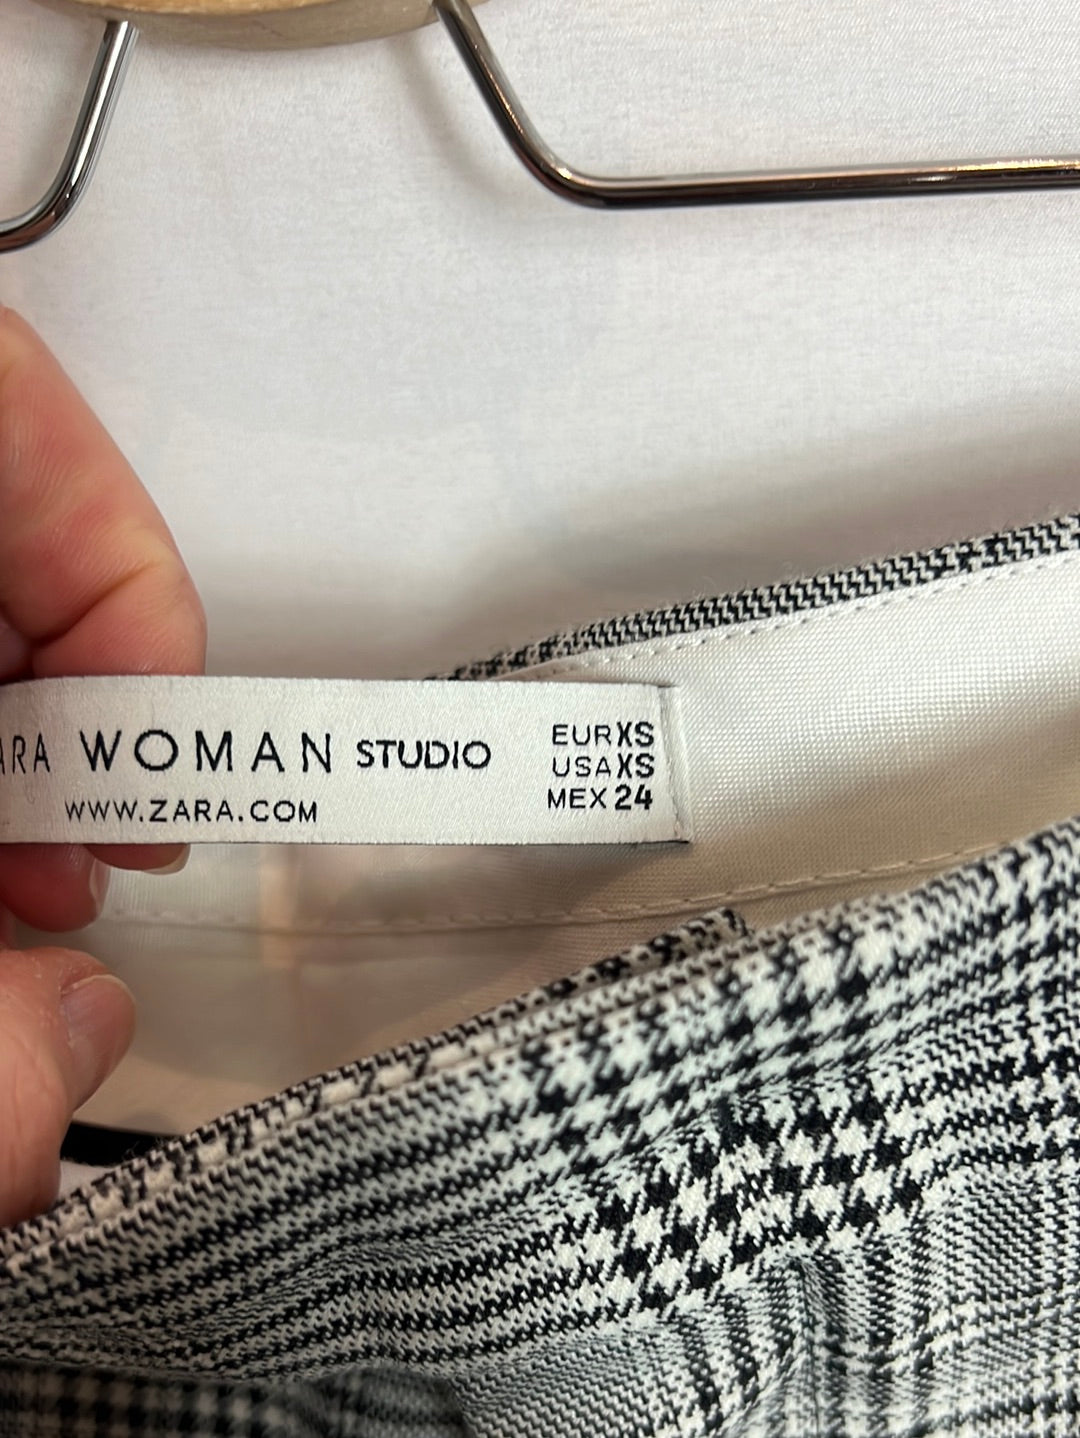 ARA WOMAN STUDIO
WWW.ZARA.COM
EUR XS
USA XS
MEX 24